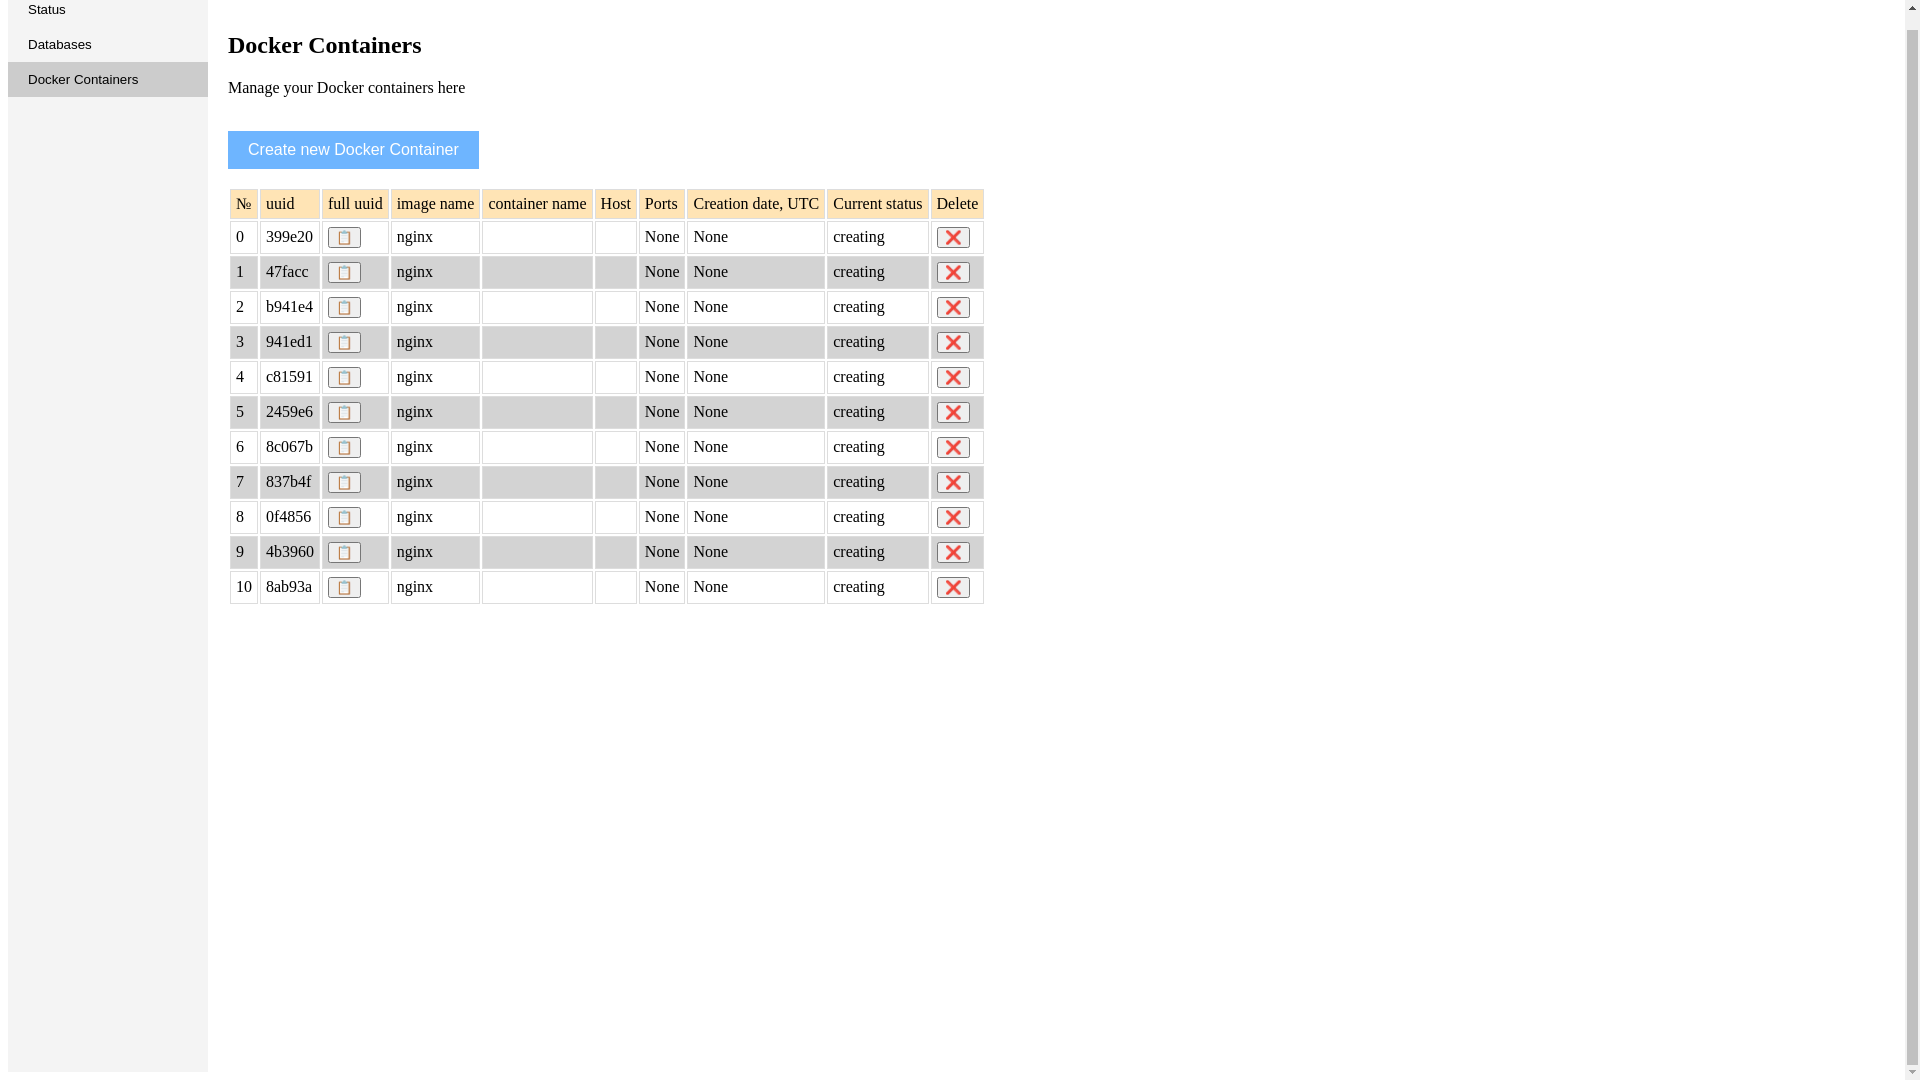 Status
Databases
Docker Containers
Docker Containers
Manage your Docker containers here
Create new Docker Container
№ uuid full uuid image name container name Host Ports Creation date, UTC Current status Delete
0 399e20 nginx None None creating
1 47facc nginx None None creating
2 b941e4 nginx None None creating
3 941ed1 nginx None None creating
4 c81591 nginx None None creating
5 2459e6 nginx None None creating
6 8c067b nginx None None creating
7 837b4f nginx None None creating
8 0f4856 nginx None None creating
9 4b3960 nginx None None creating
10 8ab93a nginx None None creating